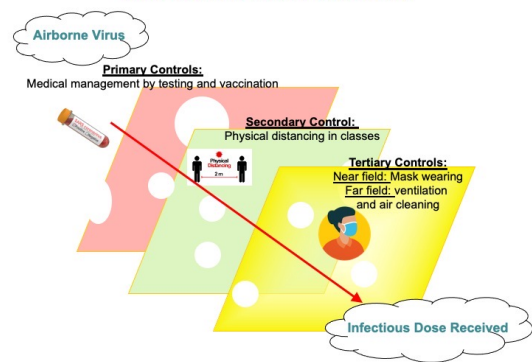 Airborne Virus
Primary Controls:
Medical management by testing and vaccination
Secondary Control:
Physical distancing in classes
Physical
Distancing
2 m
Tertiary Controls:
Near field: Mask wearing
Far field: ventilation
and air cleaning
Infectious Dose Received